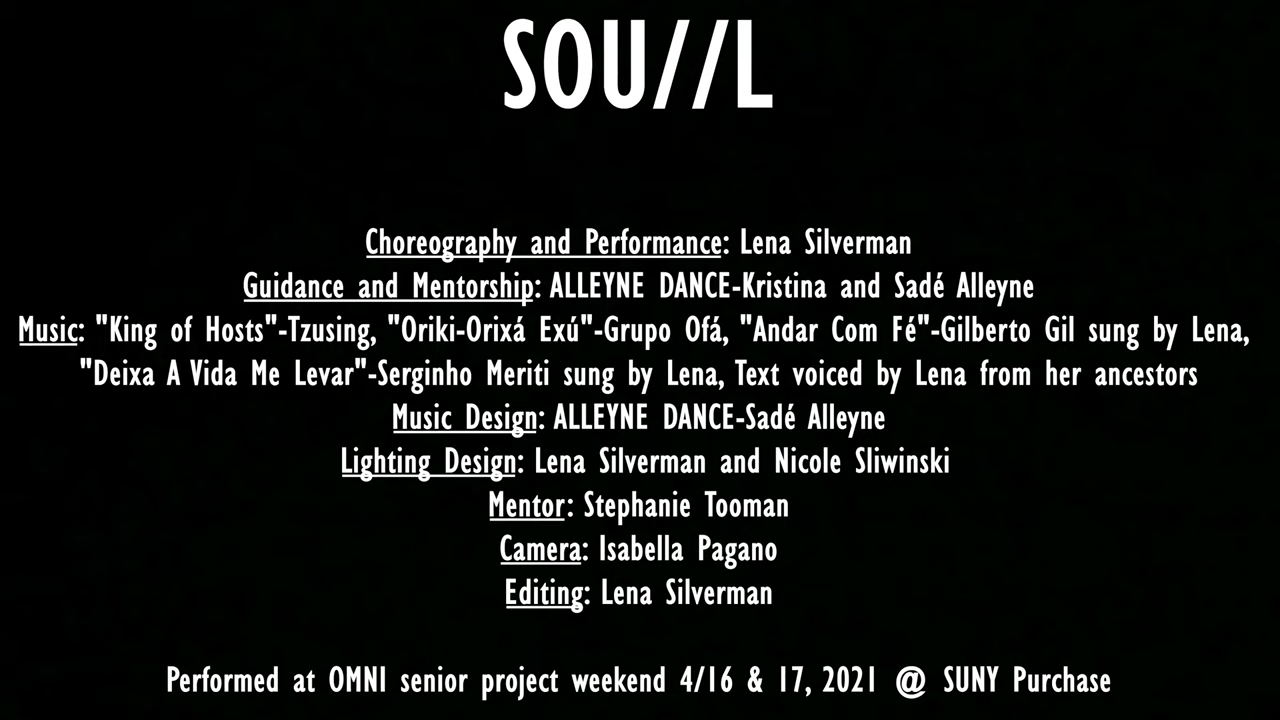 SOU//L
Choreography and Performance: Lena Silverman
Guidance and Mentorship: ALLEYNE DANCE-Kristina and Sadé Alleyne
Music: "King of Hosts"-Tzusing, "Oriki-Orixá Exú"-Grupo Ofá, "Andar Com Fé"-Gilberto Gil sung by Lena,
"Deixa A Vida Me Levar"-Serginho Meriti sung by Lena, Text voiced by Lena from her ancestors
Music Design: ALLEYNE DANCE-Sadé Alleyne
Lighting Design: Lena Silverman and Nicole Sliwinski
Mentor: Stephanie Tooman
Camera: Isabella Pagano
Editing: Lena Silverman
Performed at OMNI senior project weekend 4/16 & 17, 2021 @ SUNY Purchase